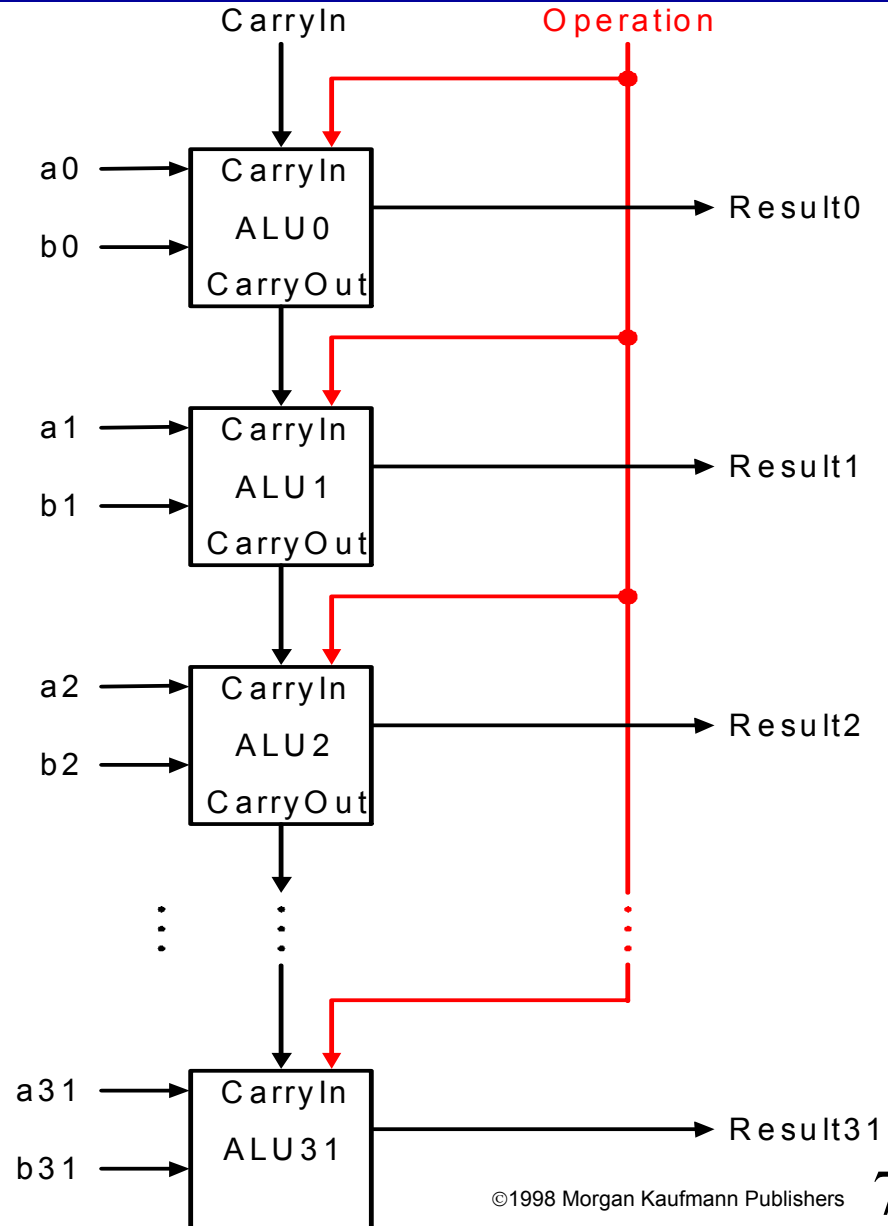 CarryIn Operation
a0 CarryIn
ALU0 Result0
b0
CarryOut
a1 CarryIn
ALU1 Result1
b1
CarryOut
a2 CarryIn
ALU2 Result2
b2
CarryOut
a31 CarryIn
ALU31 Result31
b31
©1998 Morgan Kaufmann Publishers